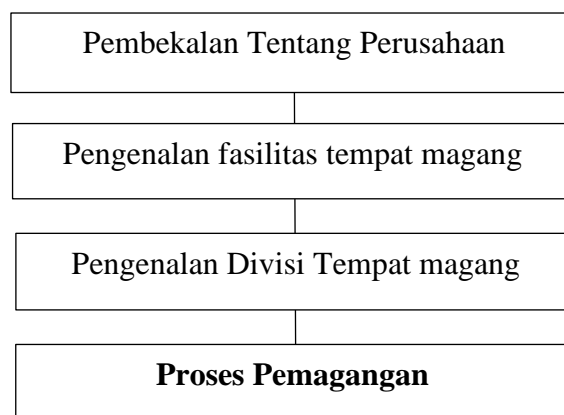 Pembekalan Tentang Perusahaan
Pengenalan fasilitas tempat magang
Pengenalan Divisi Tempat magang
Proses Pemagangan